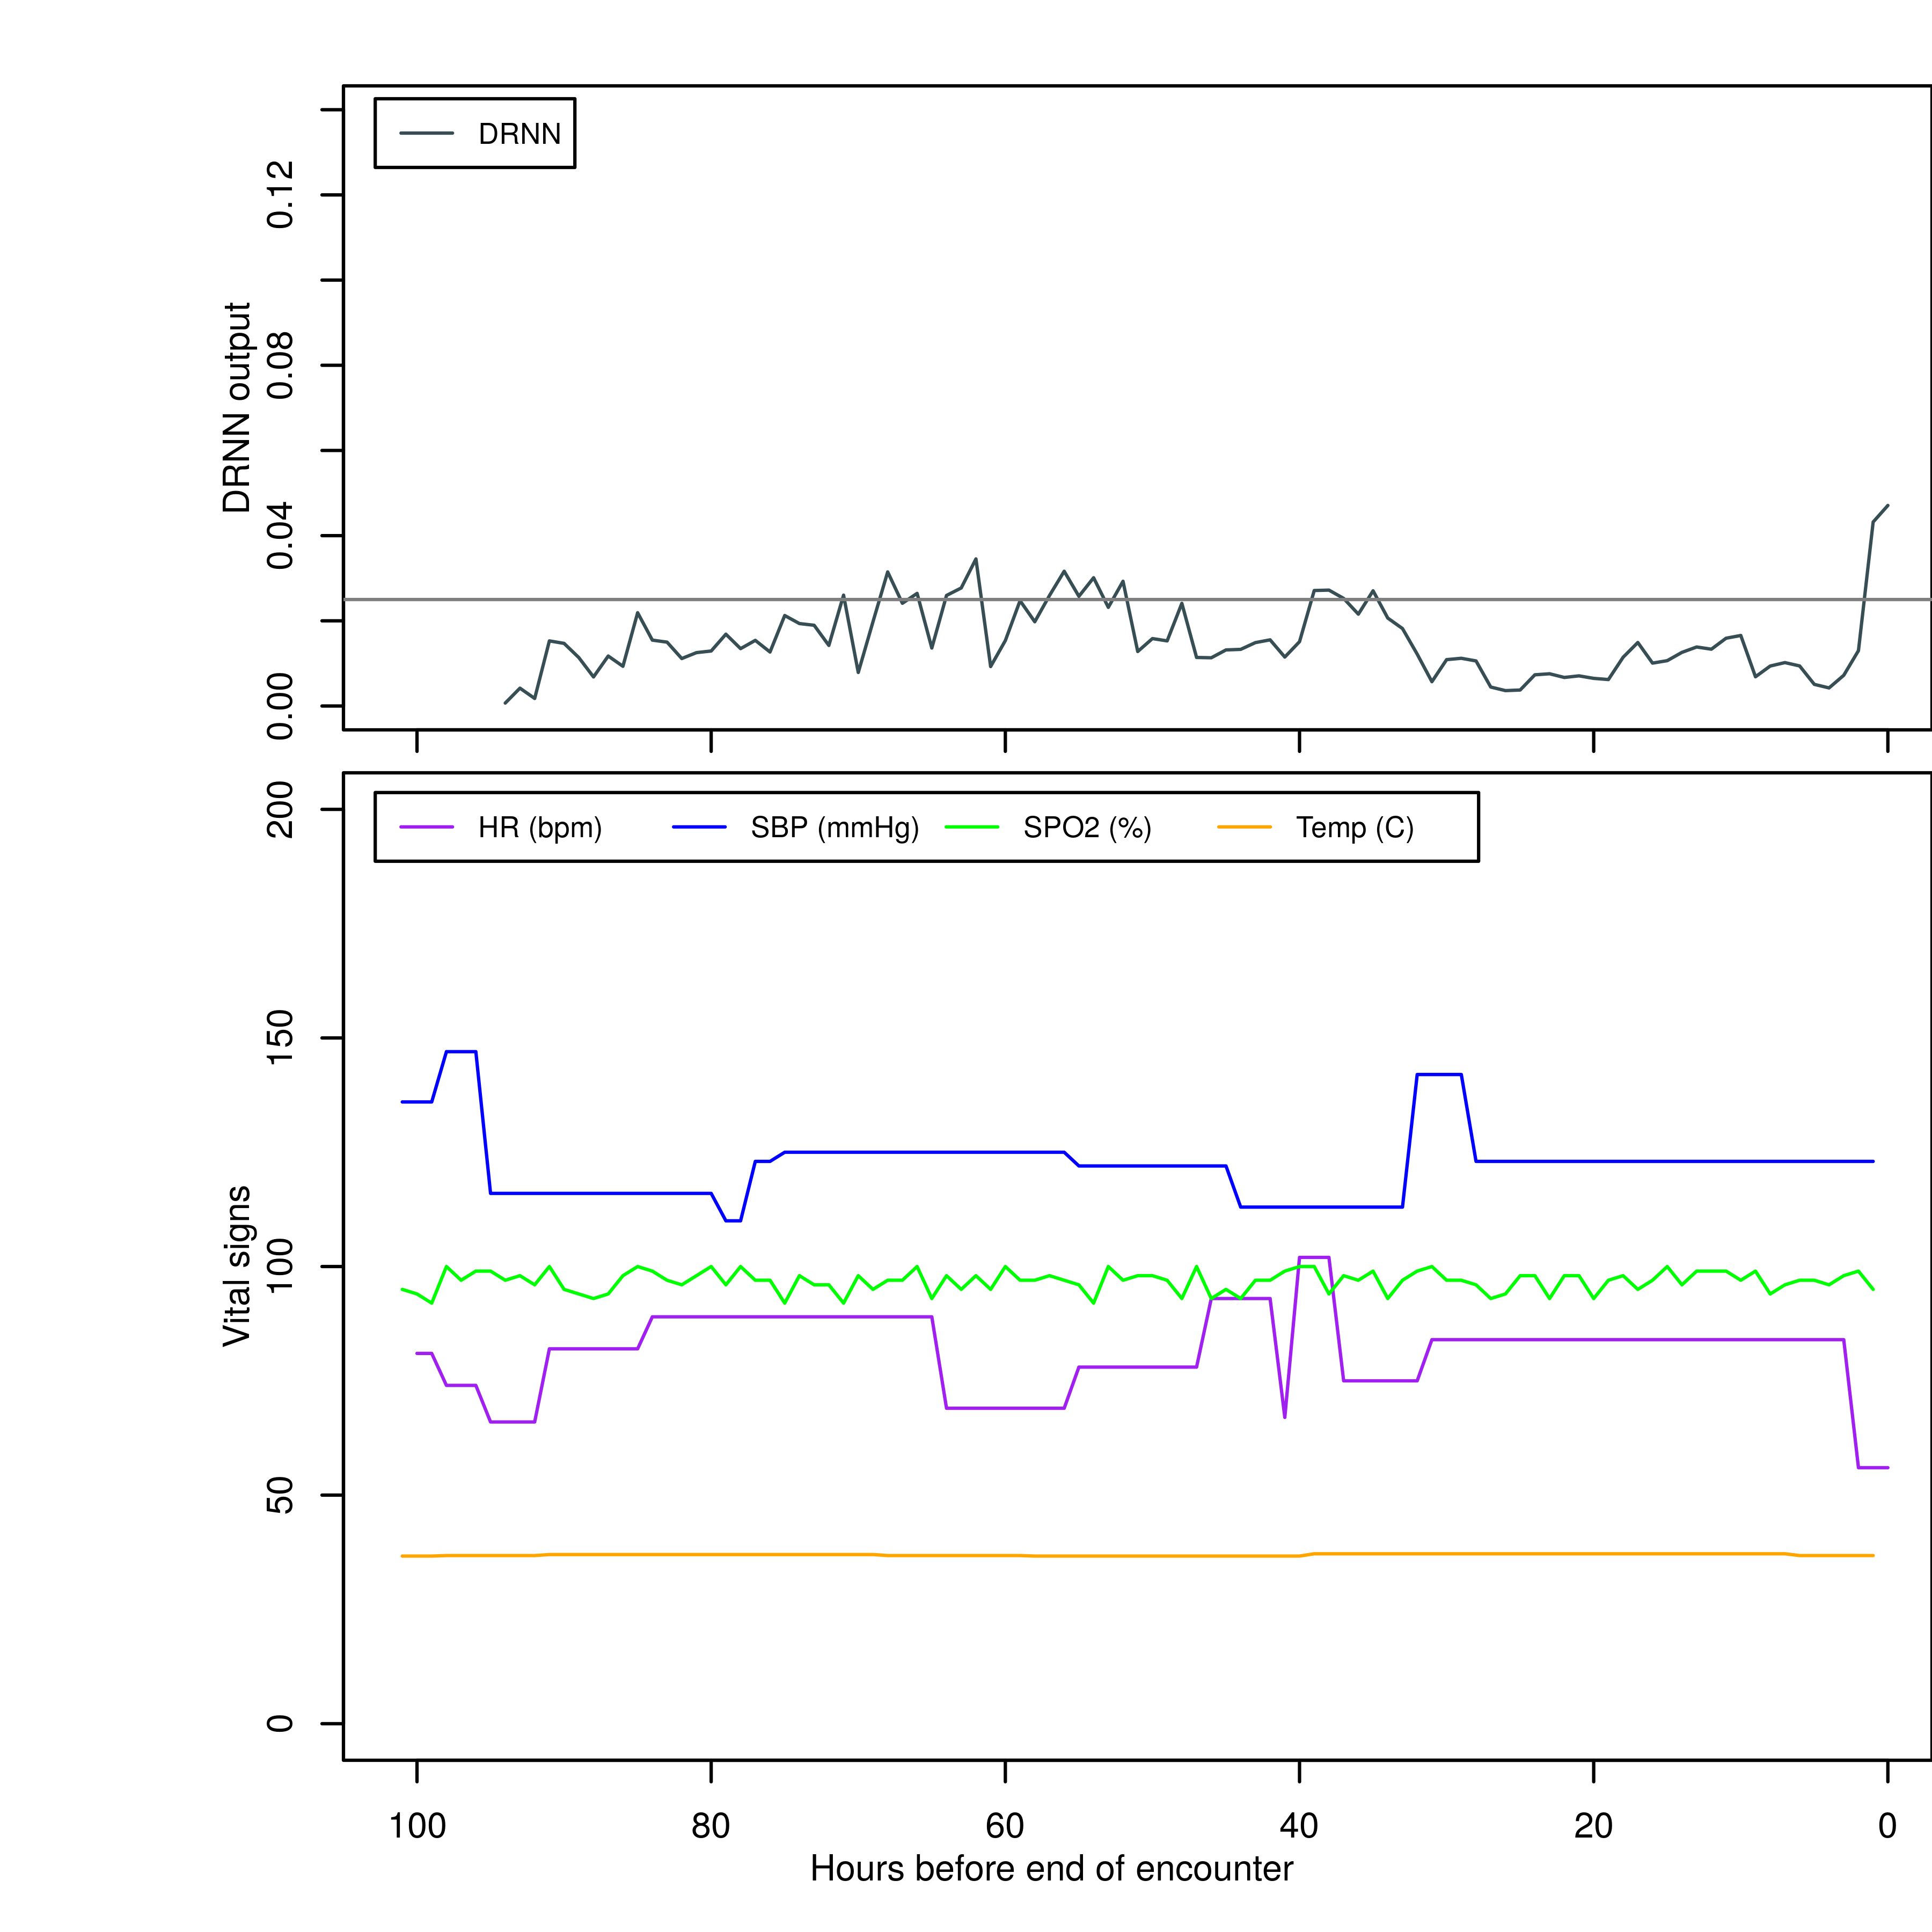 DRNN
0.12
0.08
0.04
0.00
DRNN output
HR (bpm) SBP (mmHg) SPO2 (%) Temp (C)
200
150
100
50
0
Vital signs
100 80 60 40 20 0
Hours before end of encounter